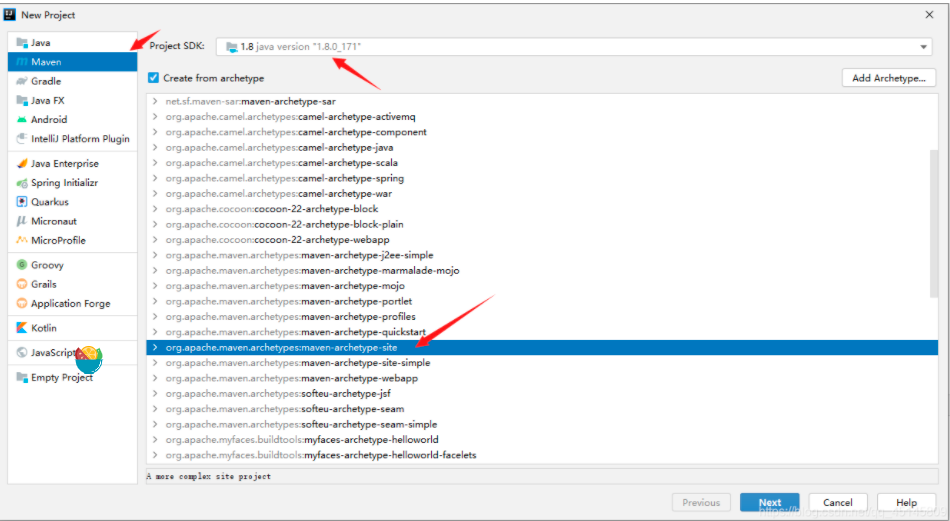 New Project
Java
Maven
Gradle
Java FX
Android
IntelliJ Platform Plugin
Java Enterprise
Spring Initializr
Quarkus
Micronaut
MicroProfile
Groovy
Grails
Application Forge
Kotlin
JavaScript
Empty Project
Project SDK: 1.8 java version "1.8.0_171"
Create from archetype
Add Archetype...
net.sf.maven-sar:maven-archetype-sar
org.apache.camel.archetypes:camel-archetype-activemq
org.apache.camel.archetypes:camel-archetype-component
org.apache.camel.archetypes:camel-archetype-java
org.apache.camel.archetypes:camel-archetype-scala
org.apache.camel.archetypes:camel-archetype-spring
org.apache.camel.archetypes:camel-archetype-war
org.apache.cocoon:cocoon-22-archetype-block
org.apache.cocoon:cocoon-22-archetype-block-plain
org.apache.cocoon:cocoon-22-archetype-webapp
org.apache.maven.archetypes:maven-archetype-j2ee-simple
org.apache.maven.archetypes:maven-archetype-marmalade-mojo
org.apache.maven.archetypes:maven-archetype-mojo
org.apache.maven.archetypes:maven-archetype-portlet
org.apache.maven.archetypes:maven-archetype-profiles
org.apache.maven.archetypes:maven-archetype-quickstart
org.apache.maven.archetypes:maven-archetype-site
org.apache.maven.archetypes:maven-archetype-site-simple
org.apache.maven.archetypes:maven-archetype-webapp
org.apache.maven.archetypes:softeu-archetype-jsf
org.apache.maven.archetypes:softeu-archetype-seam
org.apache.maven.archetypes:softeu-archetype-seam-simple
org.apache.myfaces.buildtools:myfaces-archetype-helloworld
org.apache.myfaces.buildtools:myfaces-archetype-helloworld-facelets
A more complex site project
Previous
Next
Cancel
Help